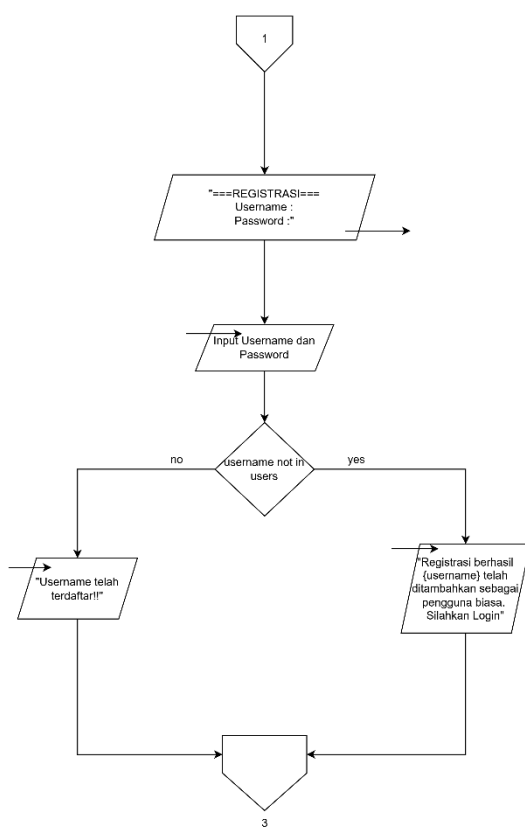 1
"===REGISTRASI===
Username :
Password :"
Input Username dan
Password
username not in
users
no
yes
"Username telah
terdaftar!!"
"Registrasi berhasil
{username} telah
ditambahkan sebagai
pengguna biasa.
Silahkan Login"
3